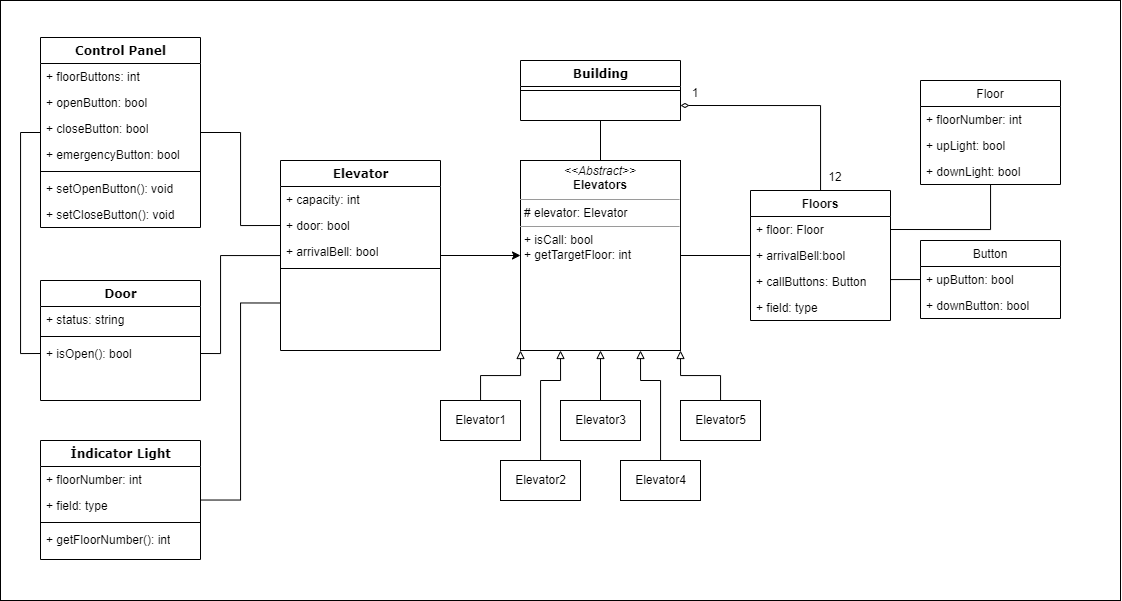 Control Panel
+ floorButtons: int
+ openButton: bool
+ closeButton: bool
+ emergencyButton: bool
+ setOpenButton(): void
+ setCloseButton(): void
Door
+ status: string
+ isOpen(): bool
İndicator Light
+ floorNumber: int
+ field: type
+ getFloorNumber(): int
Elevator
+ capacity: int
+ door: bool
+ arrivalBell: bool
Building
1
12
<<Abstract>>
Elevators
# elevator: Elevator
+ isCall: bool
+ getTargetFloor: int
Elevator1
Elevator2
Elevator3
Elevator4
Elevator5
Floors
+ floor: Floor
+ arrivalBell:bool
+ callButtons: Button
+ field: type
Floor
+ floorNumber: int
+ upLight: bool
+ downLight: bool
Button
+ upButton: bool
+ downButton: bool